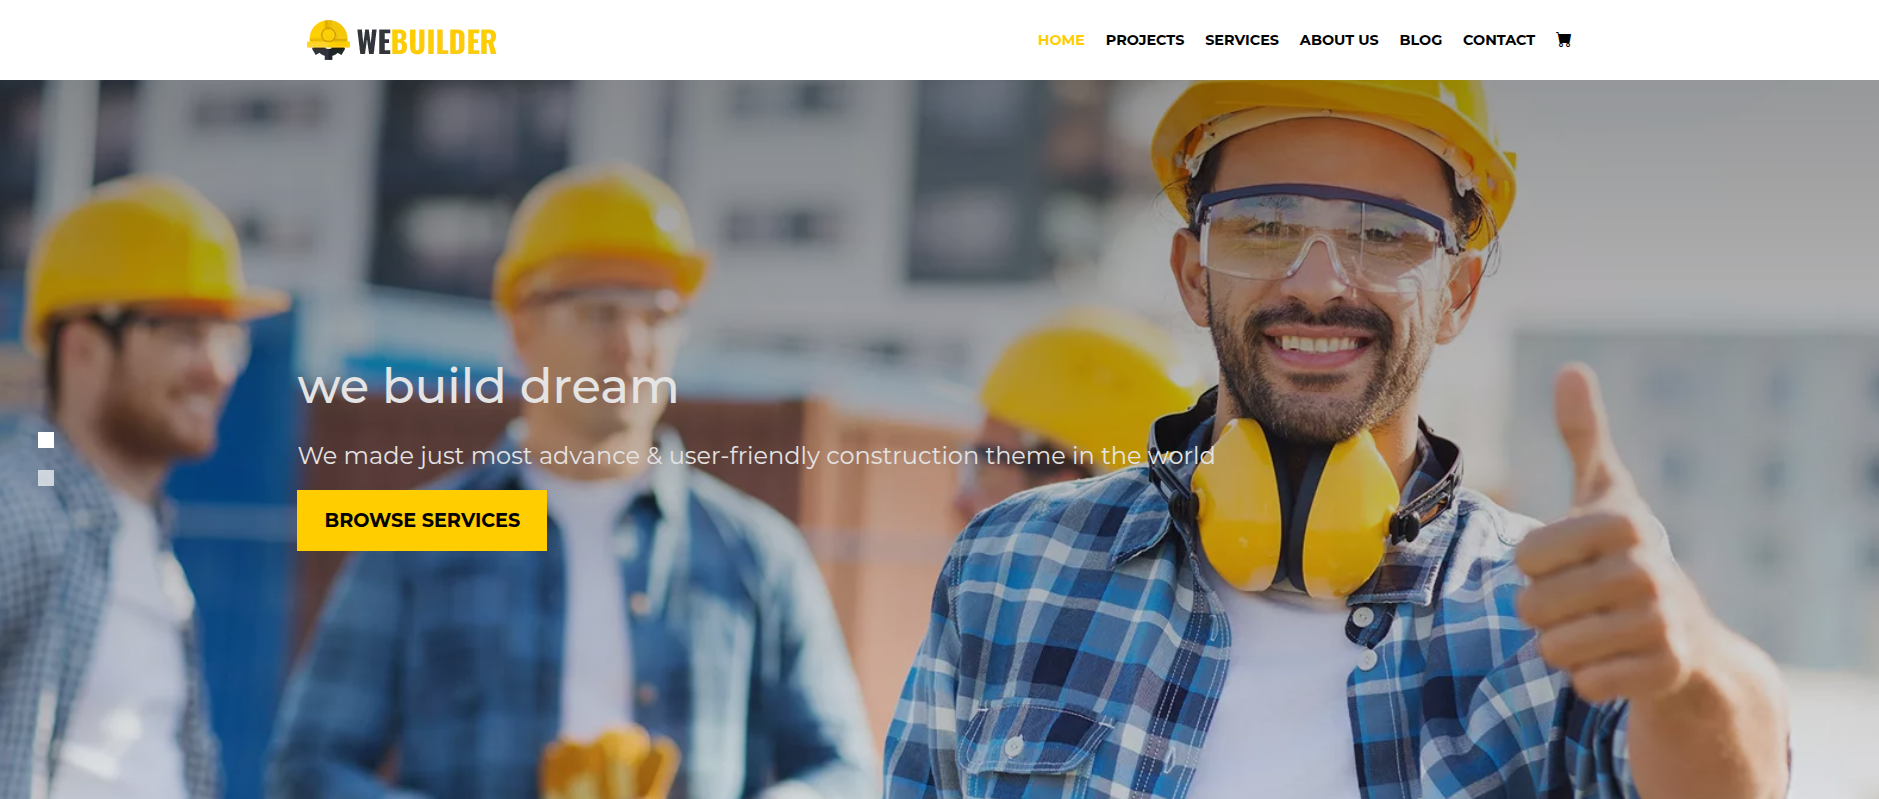 WEBUILDER
HOME PROJECTS SERVICES ABOUT US BLOG CONTACT
we build dream
We made just most advance & user-friendly construction theme in the world
BROWSE SERVICES